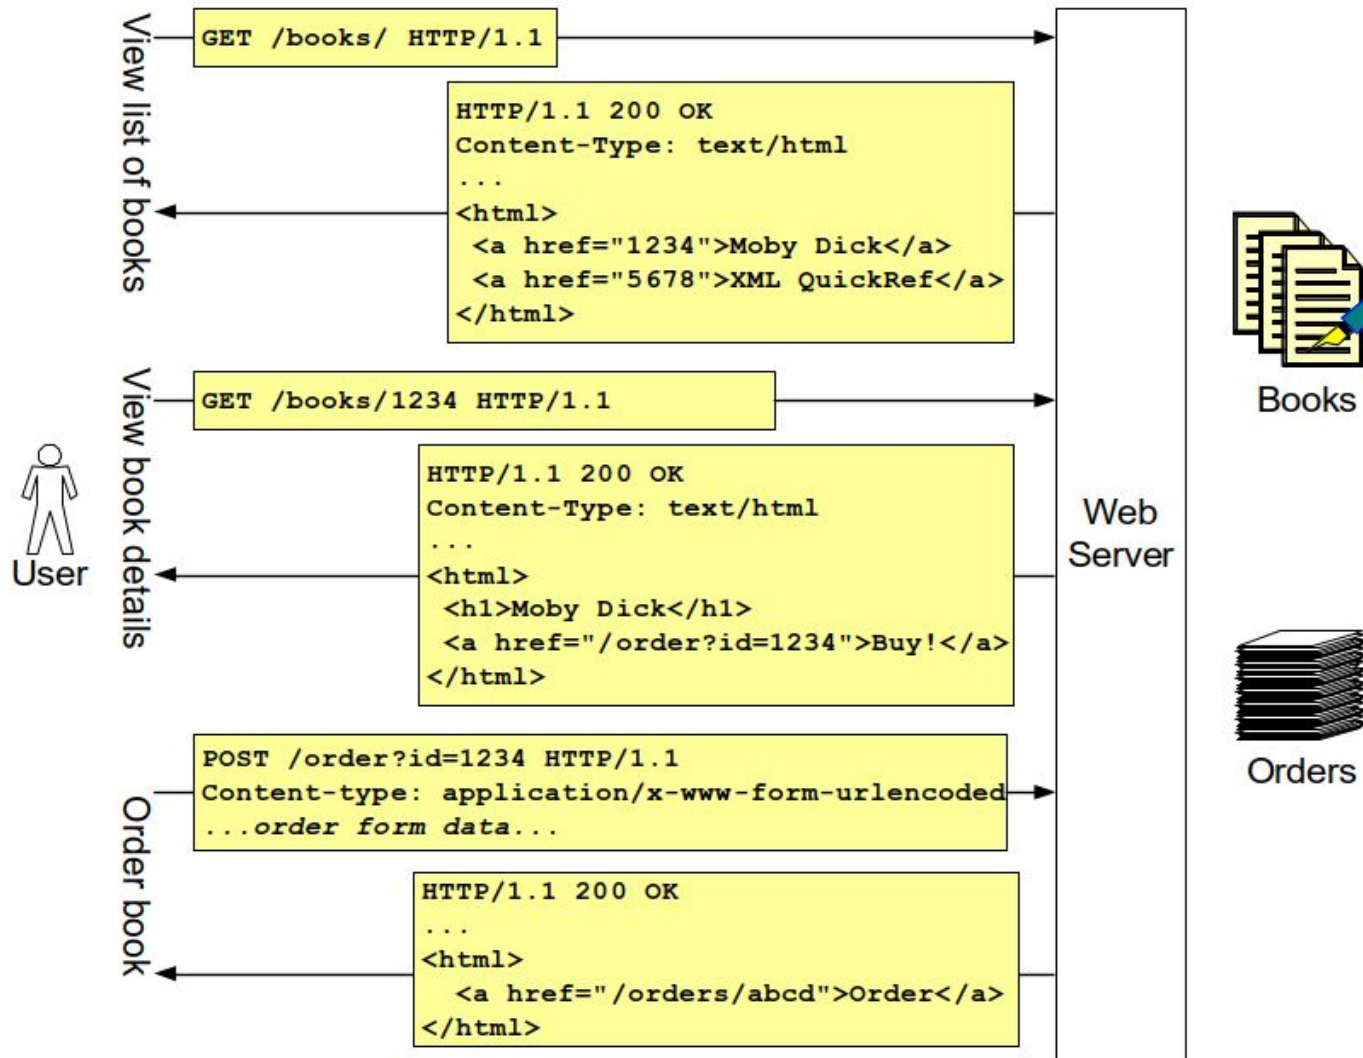 View list of books
GET /books/ HTTP/1.1
HTTP/1.1 200 OK
Content-Type: text/html
...
<html>
<a href="1234">Moby Dick</a>
<a href="5678">XML QuickRef</a>
</html>
View book details
GET /books/1234 HTTP/1.1
HTTP/1.1 200 OK
Content-Type: text/html
...
<html>
<h1>Moby Dick</h1>
<a href="/order?id=1234">Buy!</a>
</html>
Order book
POST /order?id=1234 HTTP/1.1
Content-type: application/x-www-form-urlencoded
...order form data...
HTTP/1.1 200 OK
...
<html>
<a href="/orders/abcd">Order</a>
</html>
User
Web
Server
Books
Orders